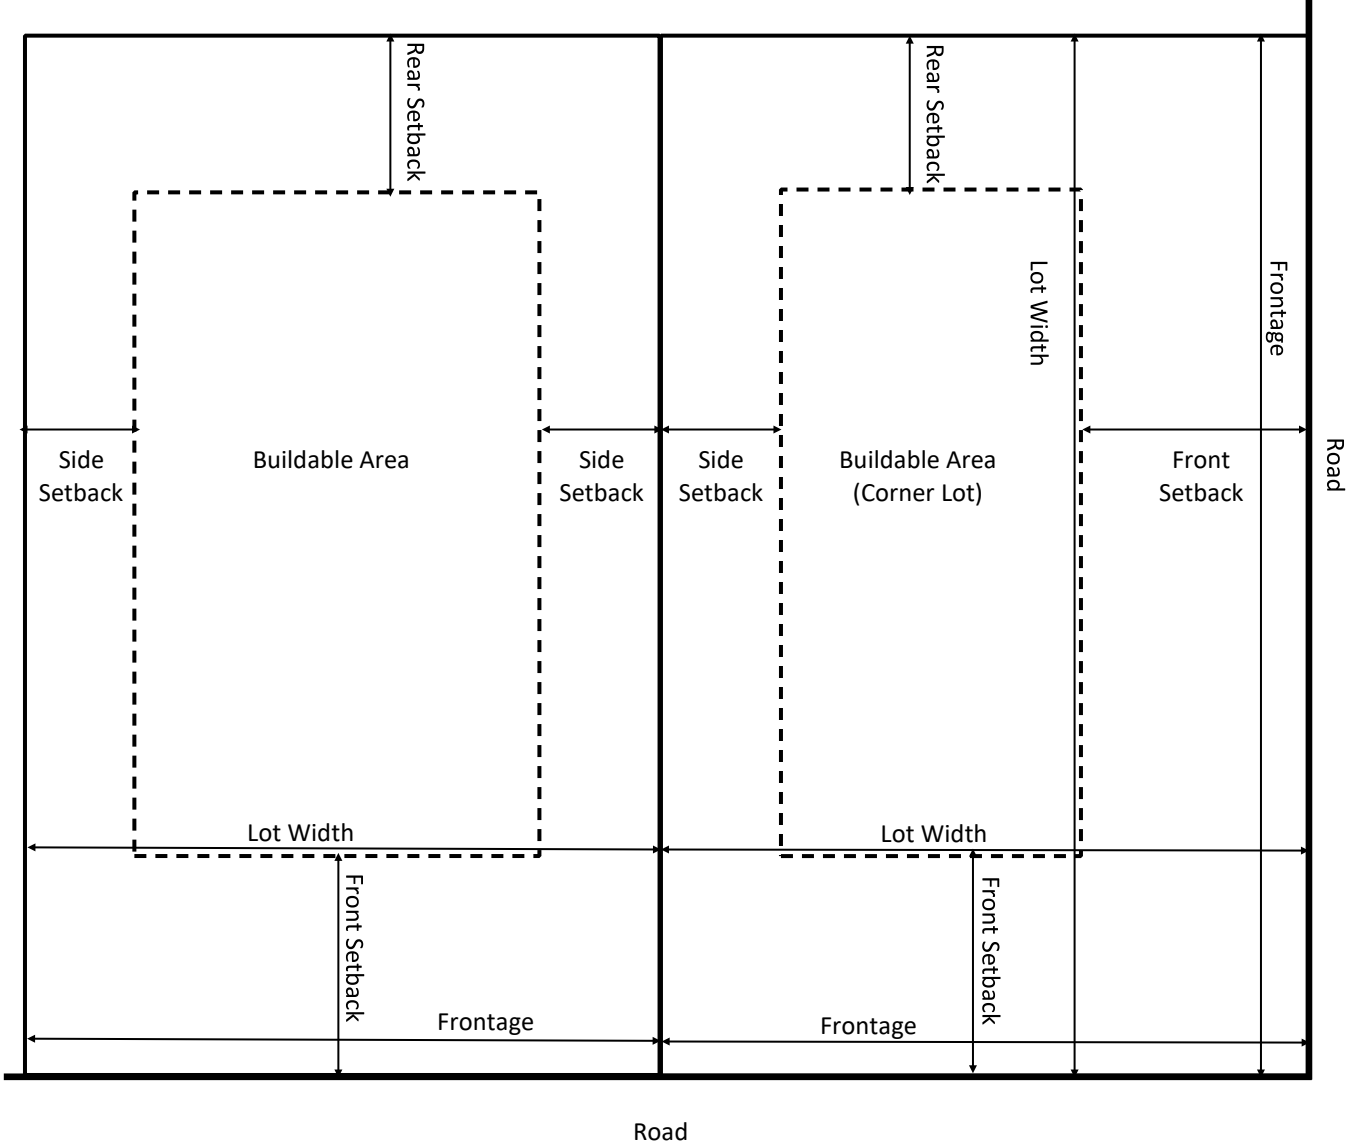 Rear Setback
Rear Setback
Lot Width
Frontage
Side
Setback
Buildable Area
Side
Setback
Side
Setback
Buildable Area
(Corner Lot)
Front
Setback
Road
Lot Width
Lot Width
Front Setback
Front Setback
Frontage
Frontage
Road